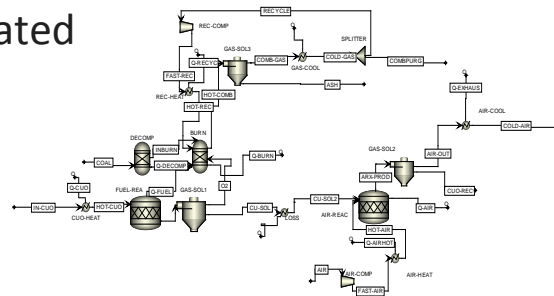 ated
RECYCLE
REC-COMP
SPLITTER
GAS-SOL3
Q-RECYC
COMB-GAS
COLD-GAS
COMBPURG
GAS-COOL
FAST-REC
ASH
Q-EXHAUS
HOT-COMB
REC-HEAT
HOT-REC
AIR-COOL
COLD-AIR
DECOMP
BURN
INBURN
GAS-SOL2
AIR-OUT
COAL
Q-DECOMP
Q-BURN
ARX-PROD
Q-CUO
Q-FUEL
O2
CUO-REC
FUEL-REA
GAS-SOL1
CU-SOL
CU-SOL2
IN-CUO
HOT-CUO
LOSS
AIR-REAC
Q-AIR
CUO-HEAT
HOT-AIR
Q
Q-AIRHOT
AIR
AIR-COMP
AIR-HEAT
FAST-AIR